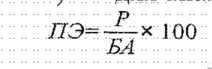 ПЭ = Р/БА × 100